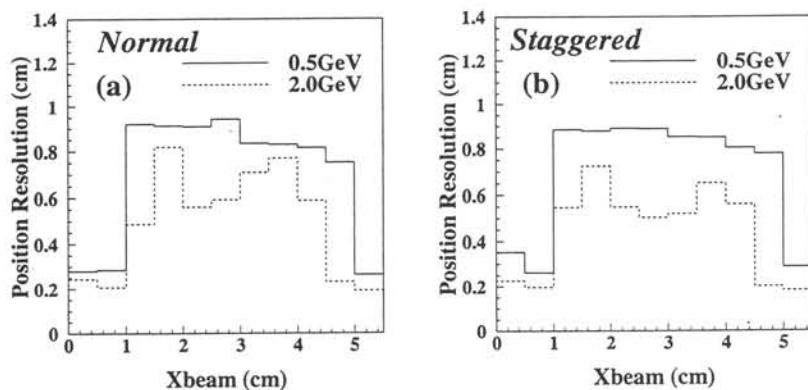 Normal
(a)
0.5GeV
2.0GeV
Position Resolution (cm)
1.4
1.2
1
0.8
0.6
0.4
0.2
0
0 1 2 3 4 5
Xbeam (cm)
Staggered
(b)
0.5GeV
2.0GeV
Position Resolution (cm)
1.4
1.2
1
0.8
0.6
0.4
0.2
0
0 1 2 3 4 5
Xbeam (cm)